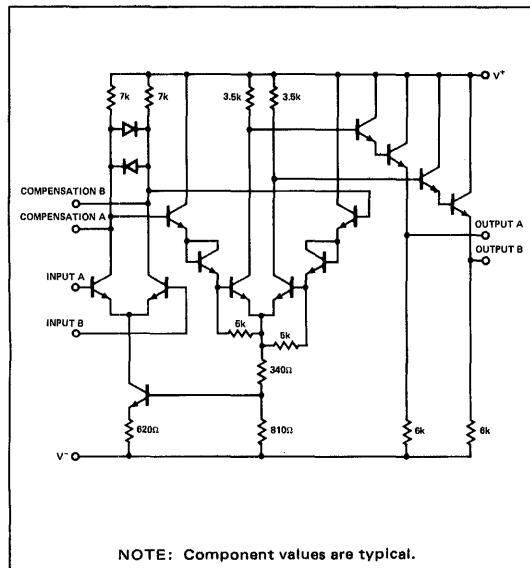 7k
7k
3.5k
3.5k
V+
COMPENSATION B
COMPENSATION A
OUTPUT A
OUTPUT B
INPUT A
INPUT B
6k
5k
340Ω
620Ω
810Ω
6k
6k
V-
NOTE: Component values are typical.